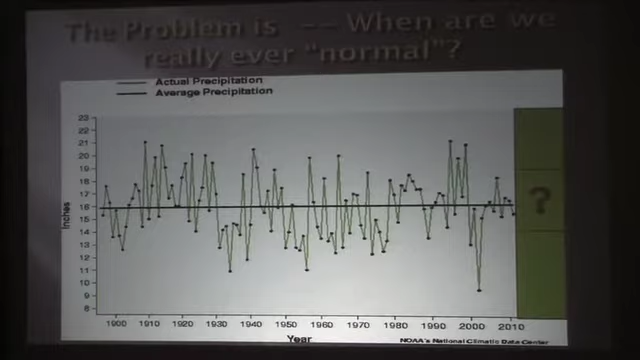 The Problem is -- When are we
really ever "normal"?
Actual Precipitation
Average Precipitation
23
22
21
20
19
18
17
16
15
14
13
12
11
10
9
8
Inches
?
1900 1910 1920 1930 1940 1950 1960 1970 1980 1990 2000 2010
Year
NOAA's National Climatic Data Center